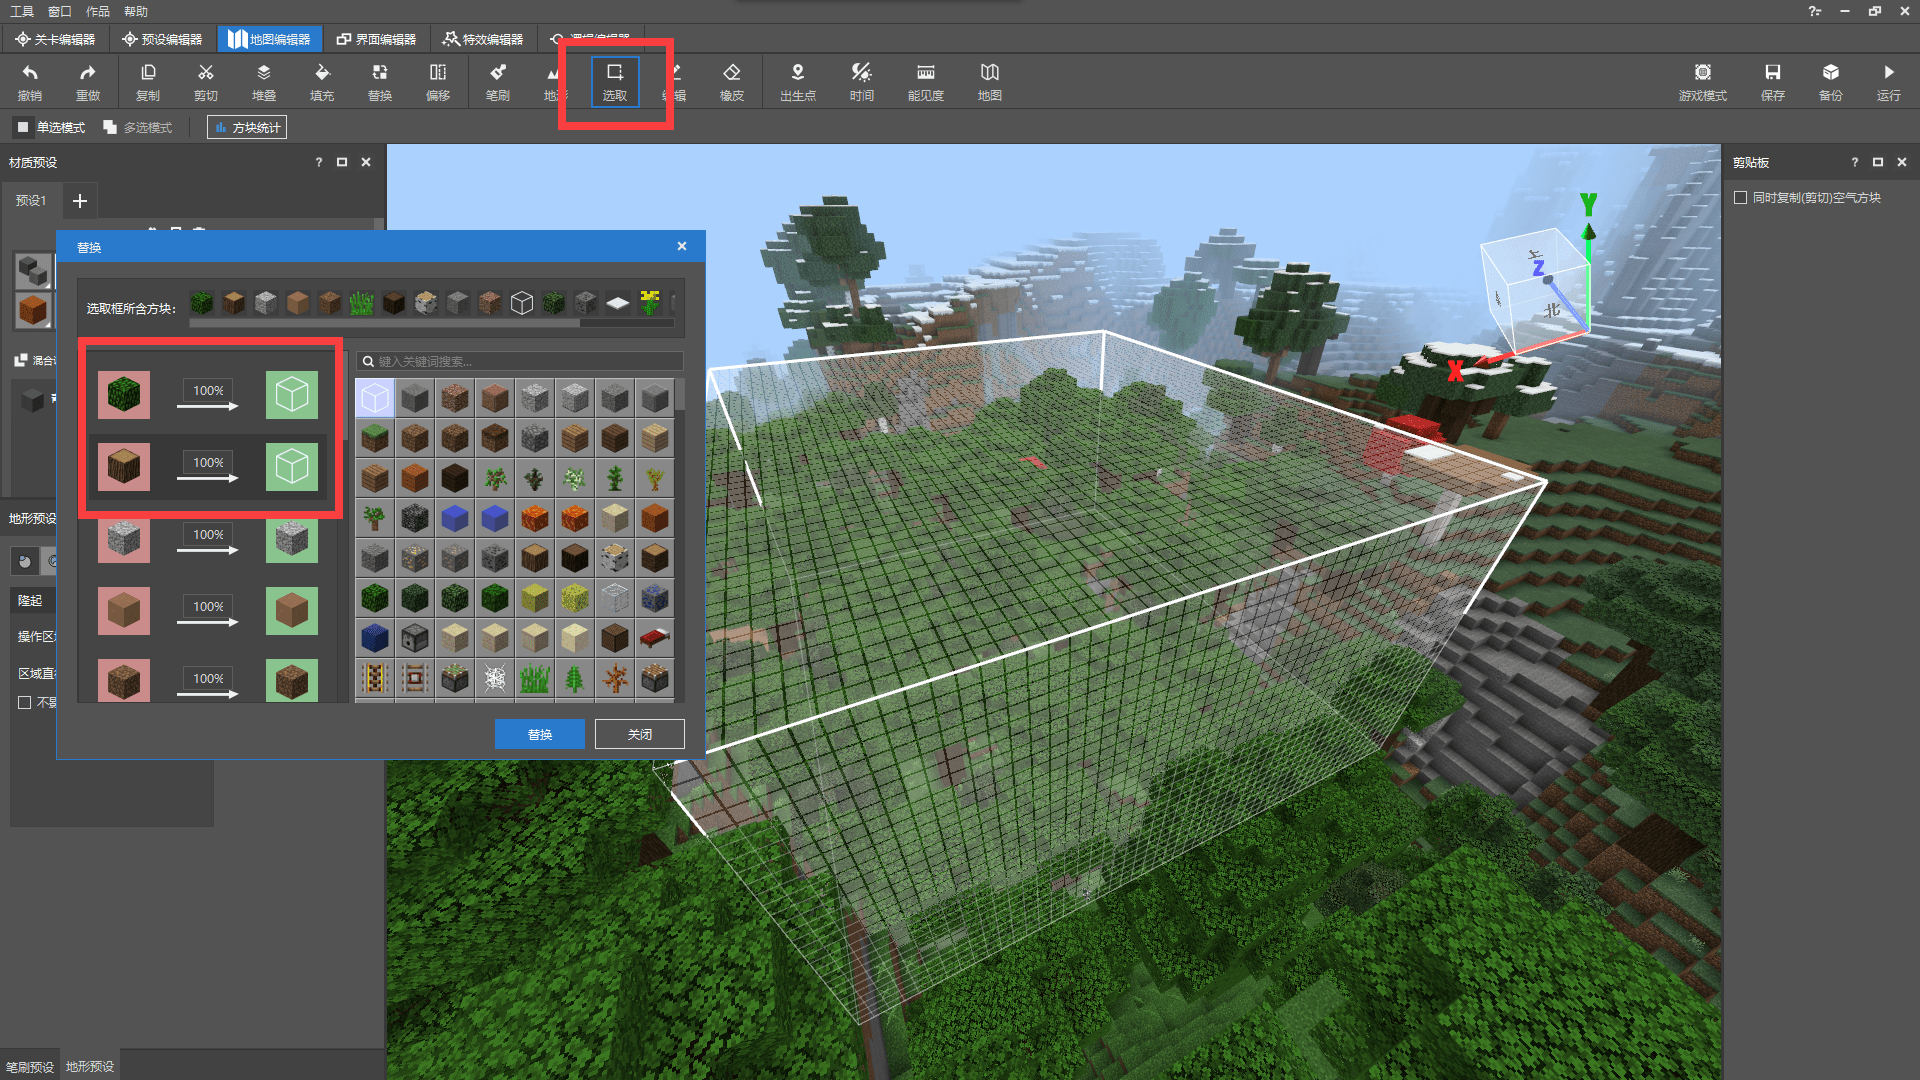 工具 窗口 作品 帮助
关卡编辑器 预设编辑器 地图编辑器 界面编辑器 特效编辑器 逻辑编辑器
撤销 重做 复制 剪切 堆叠 填充 替换 偏移 笔刷 地形 选取 编辑 橡皮 出生点 时间 能见度 地图 游戏模式 保存 备份 运行
单选模式 多选模式 方块统计
材质预设
剪贴板
预设1
同时复制(剪切)空气方块
替换
选取框所含方块:
Y
上
Z
北
X
混合
键入关键词搜索...
100%
100%
地形预设
100%
隆起
100%
操作区
区域直
100%
不
替换 关闭
笔刷预设 地形预设